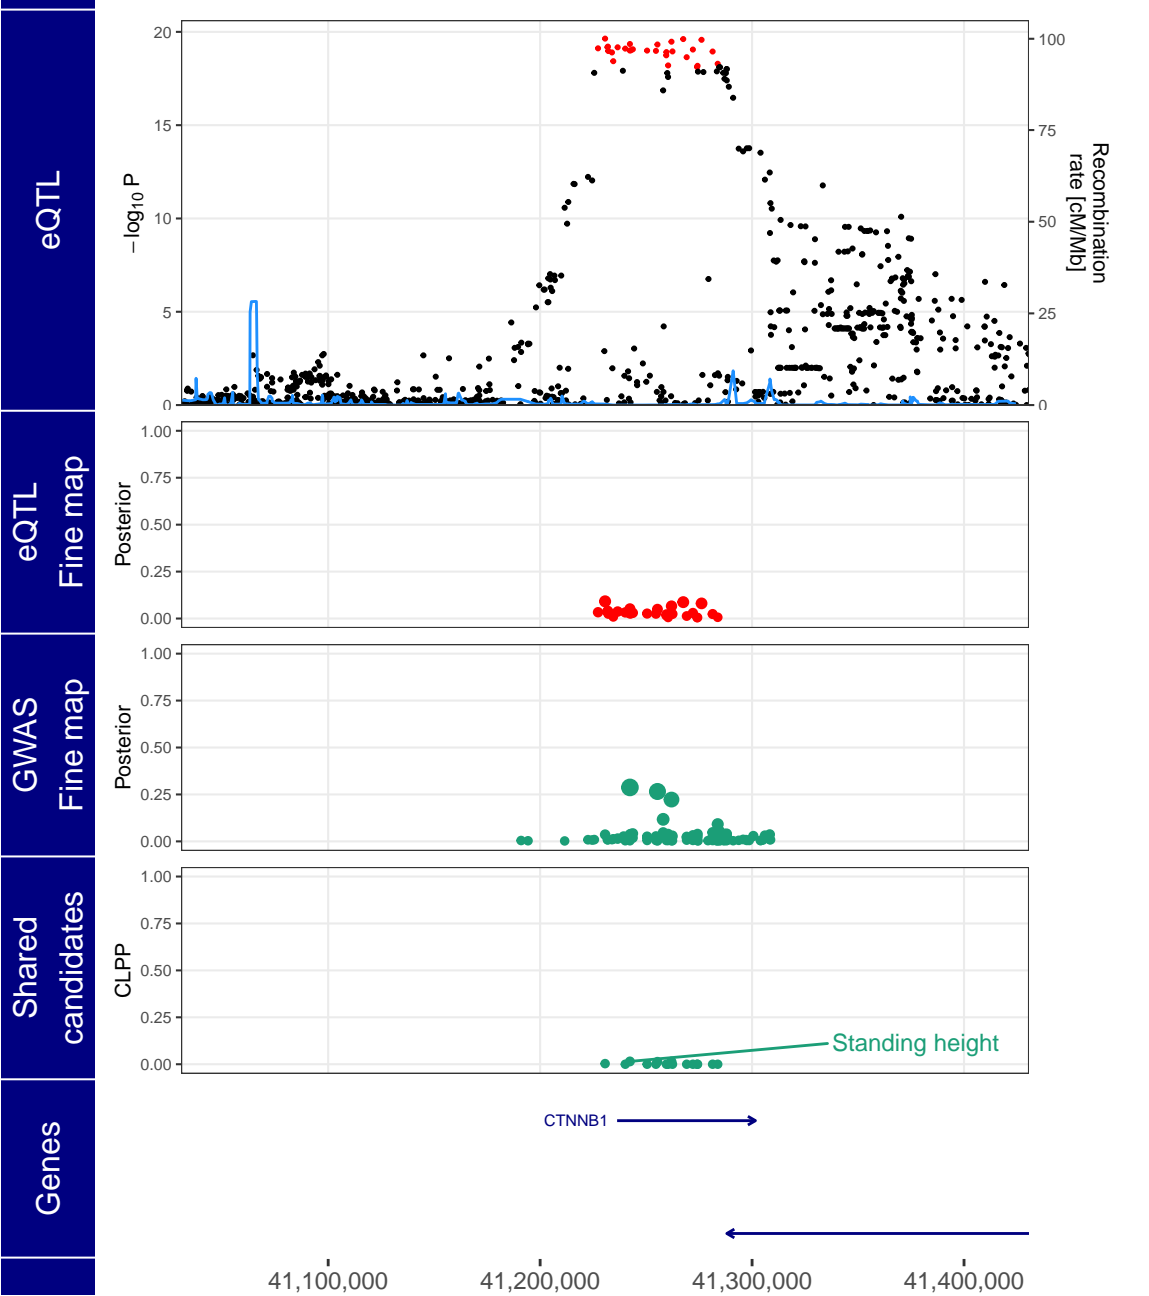 eQTL
20
15
10
5
0
−log10 P
100
75
50
25
0
Recombination
rate [cM/Mb]
eQTL
Fine map
1.00
0.75
0.50
0.25
0.00
Posterior
GWAS
Fine map
1.00
0.75
0.50
0.25
0.00
Posterior
Shared
candidates
1.00
0.75
0.50
0.25
0.00
CLPP
Standing height
Genes
CTNNB1
41,100,000
41,200,000
41,300,000
41,400,000